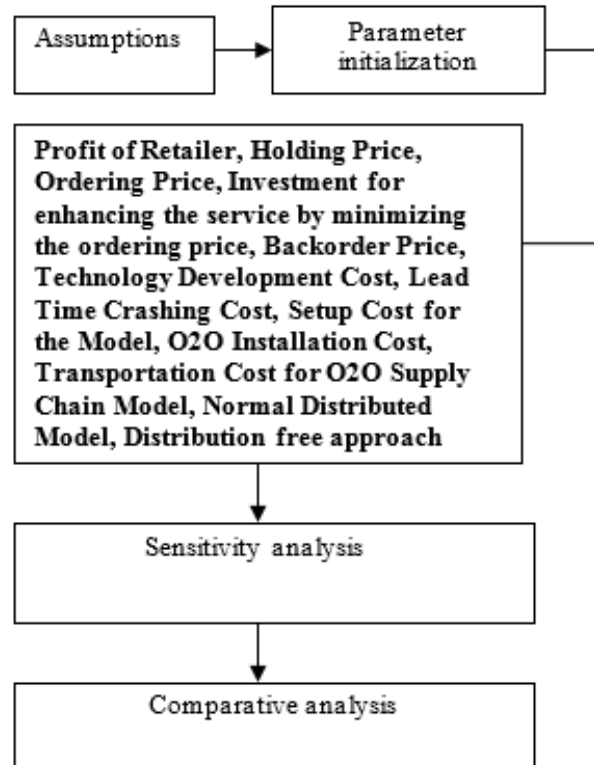 Assumptions
Parameter
initialization
Profit of Retailer, Holding Price,
Ordering Price, Investment for
enhancing the service by minimizing
the ordering price, Backorder Price,
Technology Development Cost, Lead
Time Crashing Cost, Setup Cost for
the Model, O2O Installation Cost,
Transportation Cost for O2O Supply
Chain Model, Normal Distributed
Model, Distribution free approach
Sensitivity analysis
Comparative analysis